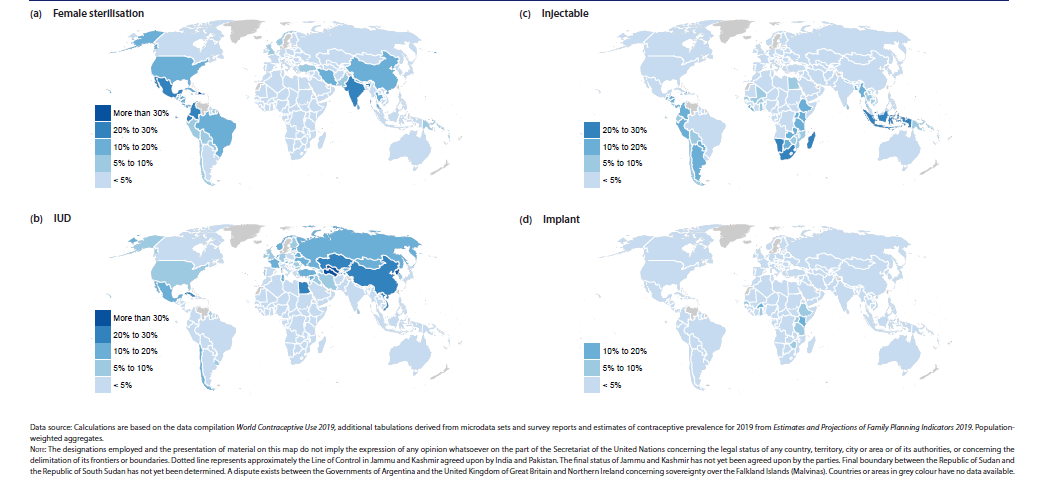 (a) Female sterilisation
More than 30%
20% to 30%
10% to 20%
5% to 10%
< 5%
(c) Injectable
20% to 30%
10% to 20%
5% to 10%
< 5%
(b) IUD
More than 30%
20% to 30%
10% to 20%
5% to 10%
< 5%
(d) Implant
10% to 20%
5% to 10%
< 5%
Data source: Calculations are based on the data compilation World Contraceptive Use 2019, additional tabulations derived from microdata sets and survey reports and estimates of contraceptive prevalence for 2019 from Estimates and Projections of Family Planning Indicators 2019. Population-
weighted aggregates.
Note: The designations employed and the presentation of material on this map do not imply the expression of any opinion whatsoever on the part of the Secretariat of the United Nations concerning the legal status of any country, territory, city or area or of its authorities, or concerning the
delimitation of its frontiers or boundaries. Dotted line represents approximately the Line of Control in Jammu and Kashmir agreed upon by India and Pakistan. The final status of Jammu and Kashmir has not yet been agreed upon by the parties. Final boundary between the Republic of Sudan and
the Republic of South Sudan has not yet been determined. A dispute exists between the Governments of Argentina and the United Kingdom of Great Britain and Northern Ireland concerning sovereignty over the Falkland Islands (Malvinas). Countries or areas in grey colour have no data available.